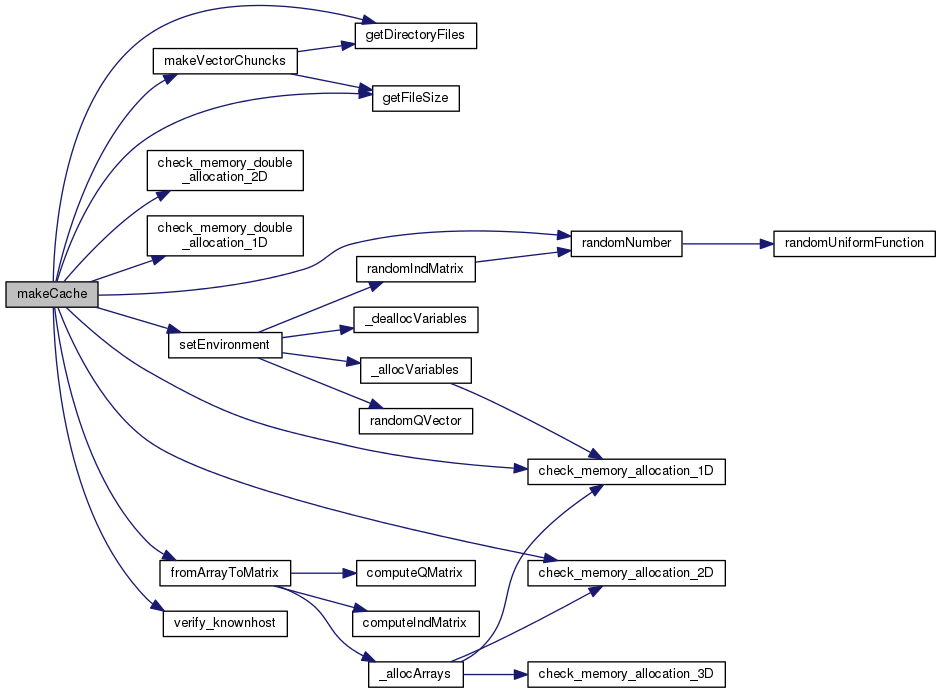 getDirectoryFiles
makeVectorChuncks
getFileSize
check_memory_double
_allocation_2D
check_memory_double
_allocation_1D
randomNumber
randomUniformFunction
randomIndMatrix
makeCache
_deallocVariables
setEnvironment
_allocVariables
randomQVector
check_memory_allocation_1D
fromArrayToMatrix
computeQMatrix
check_memory_allocation_2D
verify_knownhost
computeIndMatrix
_allocArrays
check_memory_allocation_3D